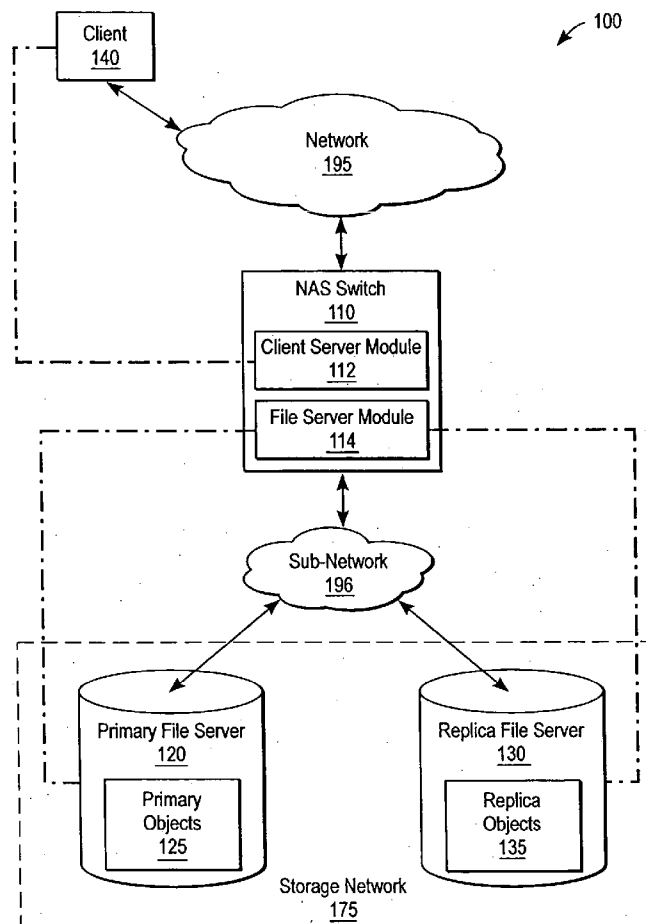 100
Client
140
Network
195
NAS Switch
110
Client Server Module
112
File Server Module
114
Sub-Network
196
Primary File Server
120
Primary
Objects
125
Replica File Server
130
Replica
Objects
135
Storage Network
175